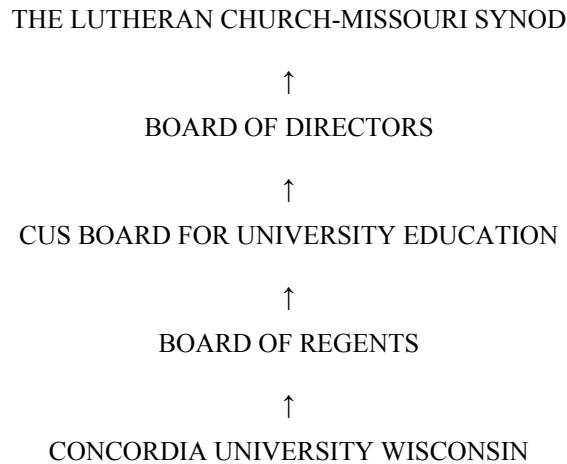 THE LUTHERAN CHURCH-MISSOURI SYNOD
↑
BOARD OF DIRECTORS
↑
CUS BOARD FOR UNIVERSITY EDUCATION
↑
BOARD OF REGENTS
↑
CONCORDIA UNIVERSITY WISCONSIN